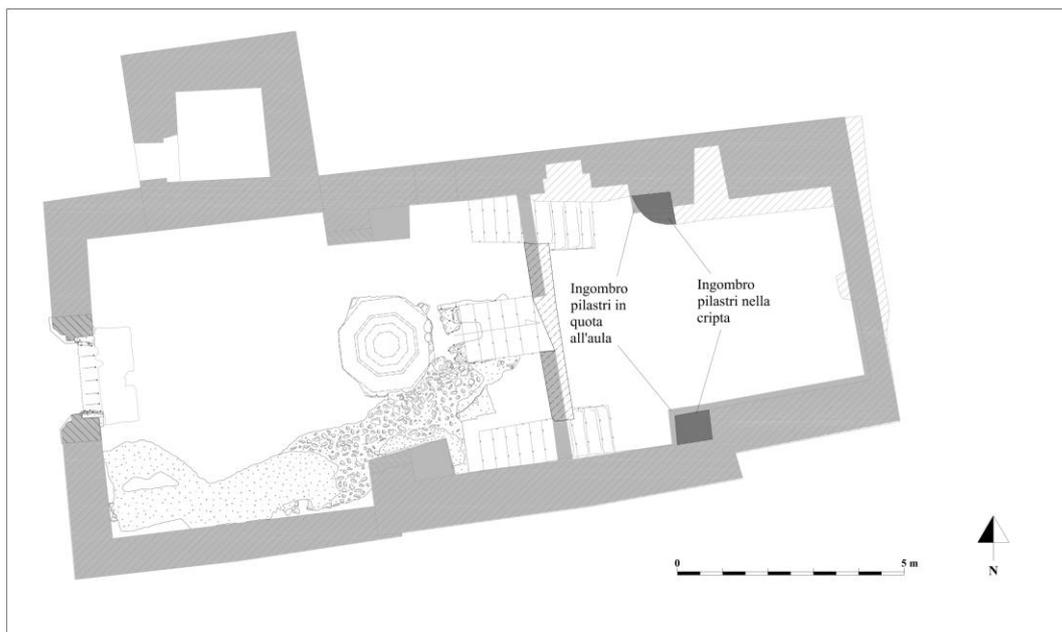 Ingombro
pilastri in
quota
all'aula
Ingombro
pilastri nella
cripta
0
5 m
N